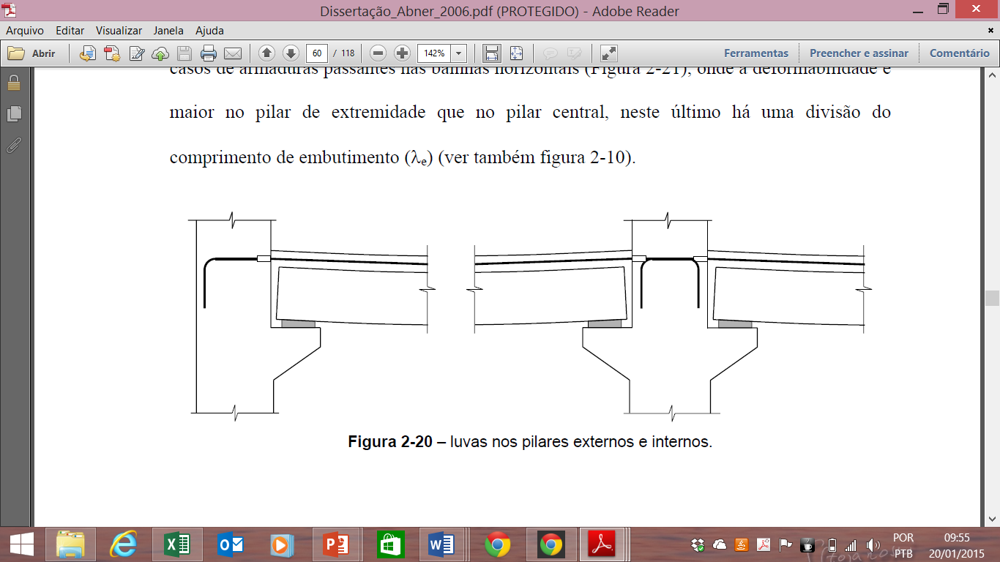 Dissertação_Abner_2006.pdf (PROTEGIDO) - Adobe Reader
Arquivo Editar Visualizar Janela Ajuda
Abrir 60 / 118 142% Ferramentas Preencher e assinar Comentário
casos de armaduras passantes nas bainhas horizontais (Figura 2-21), onde a deformabilidade é
maior no pilar de extremidade que no pilar central, neste último há uma divisão do
comprimento de embutimento (λe) (ver também figura 2-10).
Figura 2-20 – luvas nos pilares externos e internos.
POR 09:55
PTB 20/01/2015